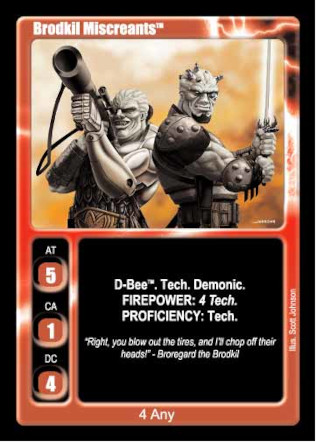 Brodkil Miscreants™
AT
5
CA
1
DC
4
D-Bee™. Tech. Demonic.
FIREPOWER: 4 Tech.
PROFICIENCY: Tech.
"Right, you blow out the tires, and I'll chop off their
heads!" - Broregard the Brodkil
Illus. Scott Johnson
4 Any